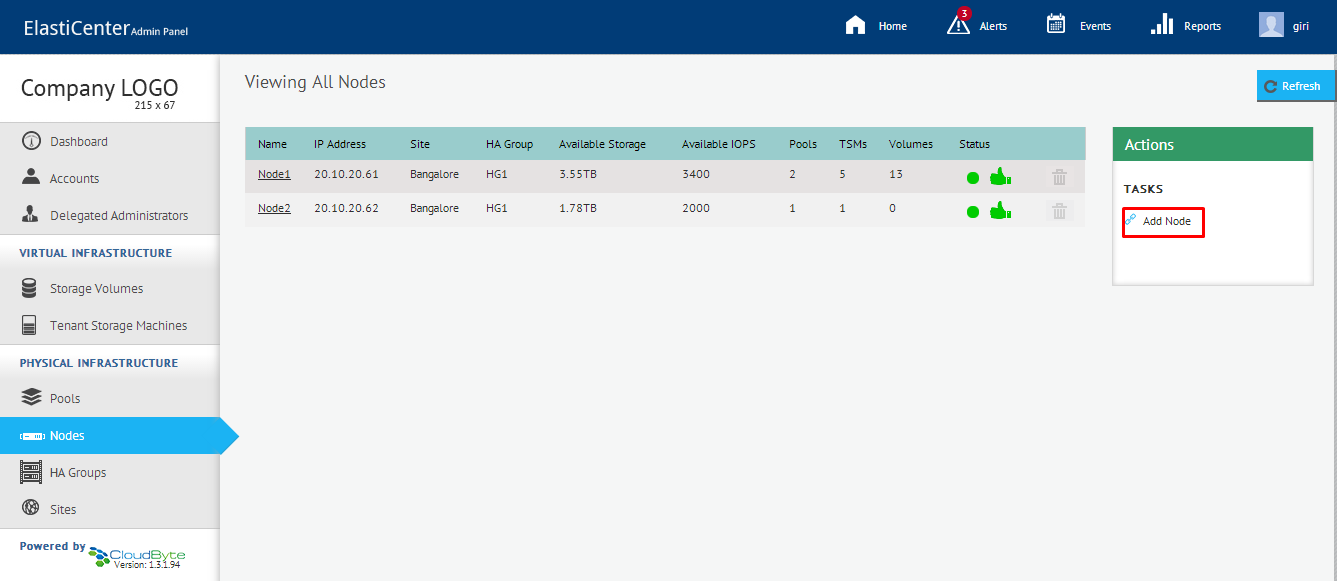 ElastiCenter Admin Panel
Home
3
Alerts
Events
Reports
giri
Company LOGO
215 x 67
Dashboard
Accounts
Delegated Administrators
VIRTUAL INFRASTRUCTURE
Storage Volumes
Tenant Storage Machines
PHYSICAL INFRASTRUCTURE
Pools
Nodes
HA Groups
Sites
Powered by CloudByte
Version: 1.3.1.94
Viewing All Nodes
Refresh
Name IP Address Site HA Group Available Storage Available IOPS Pools TSMs Volumes Status
Node1 20.10.20.61 Bangalore HG1 3.55TB 3400 2 5 13
Node2 20.10.20.62 Bangalore HG1 1.78TB 2000 1 1 0
Actions
TASKS
Add Node